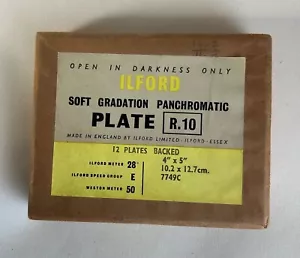 OPEN IN DARKNESS ONLY
ILFORD
SOFT GRADATION PANCHROMATIC
PLATE R.10
MADE IN ENGLAND BY ILFORD LIMITED · ILFORD · ESSEX
12 PLATES BACKED
ILFORD METER 28° 4" x 5"
ILFORD SPEED GROUP E 10.2 x 12.7cm.
WESTON METER 50 7749C